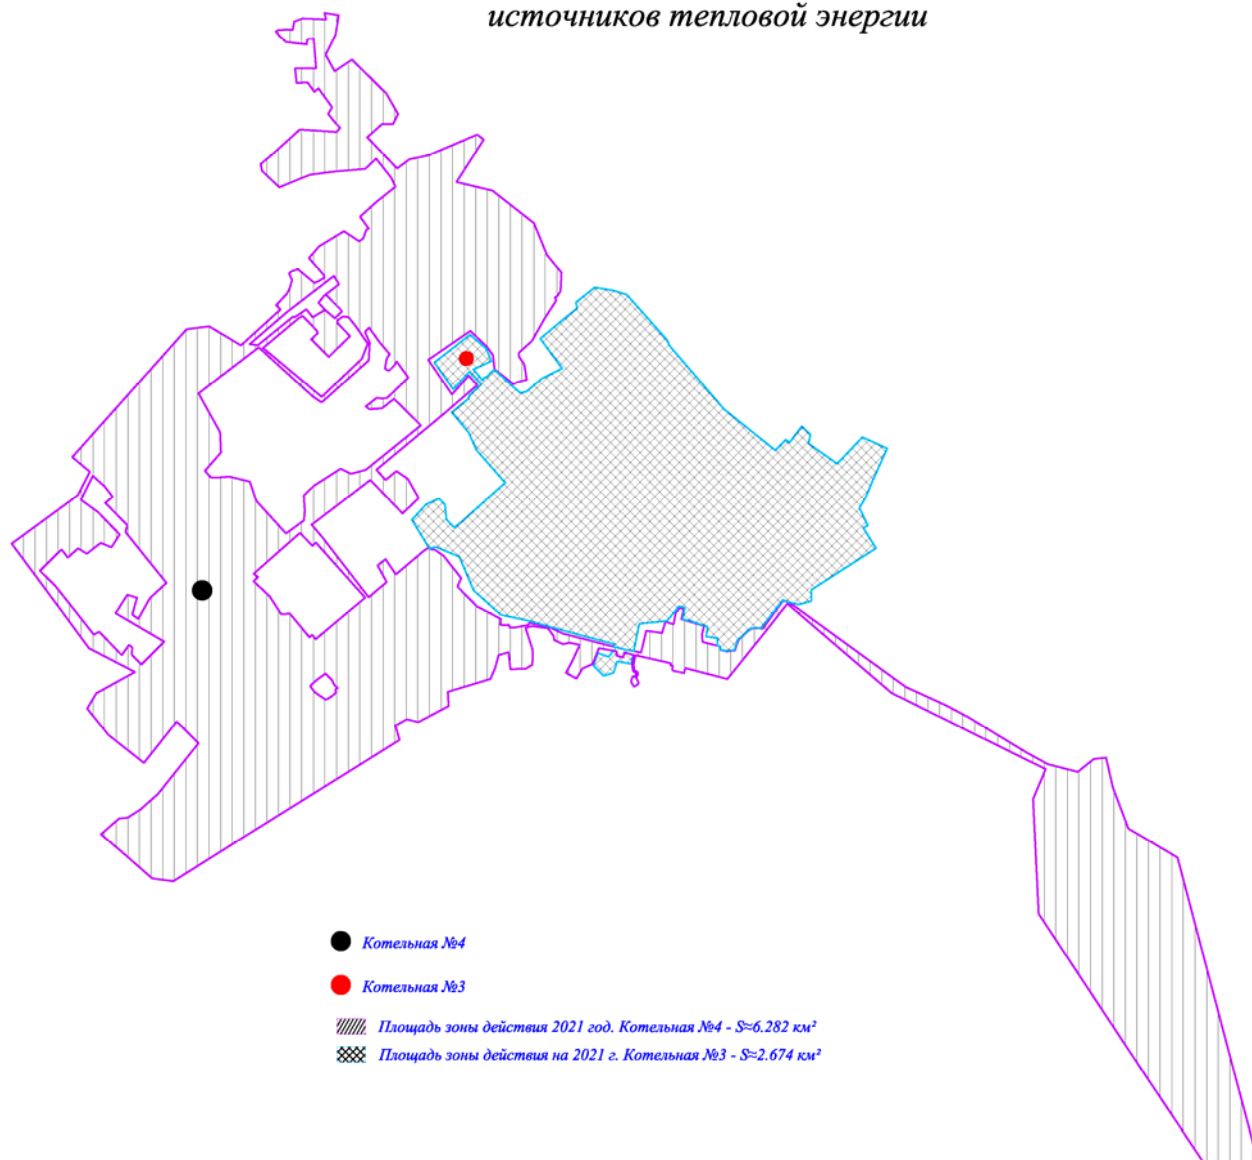 источников тепловой энергии
Котельная №4
Котельная №3
Площадь зоны действия 2021 год. Котельная №4 - S≈6.282 км²
Площадь зоны действия на 2021 г. Котельная №3 - S≈2.674 км²